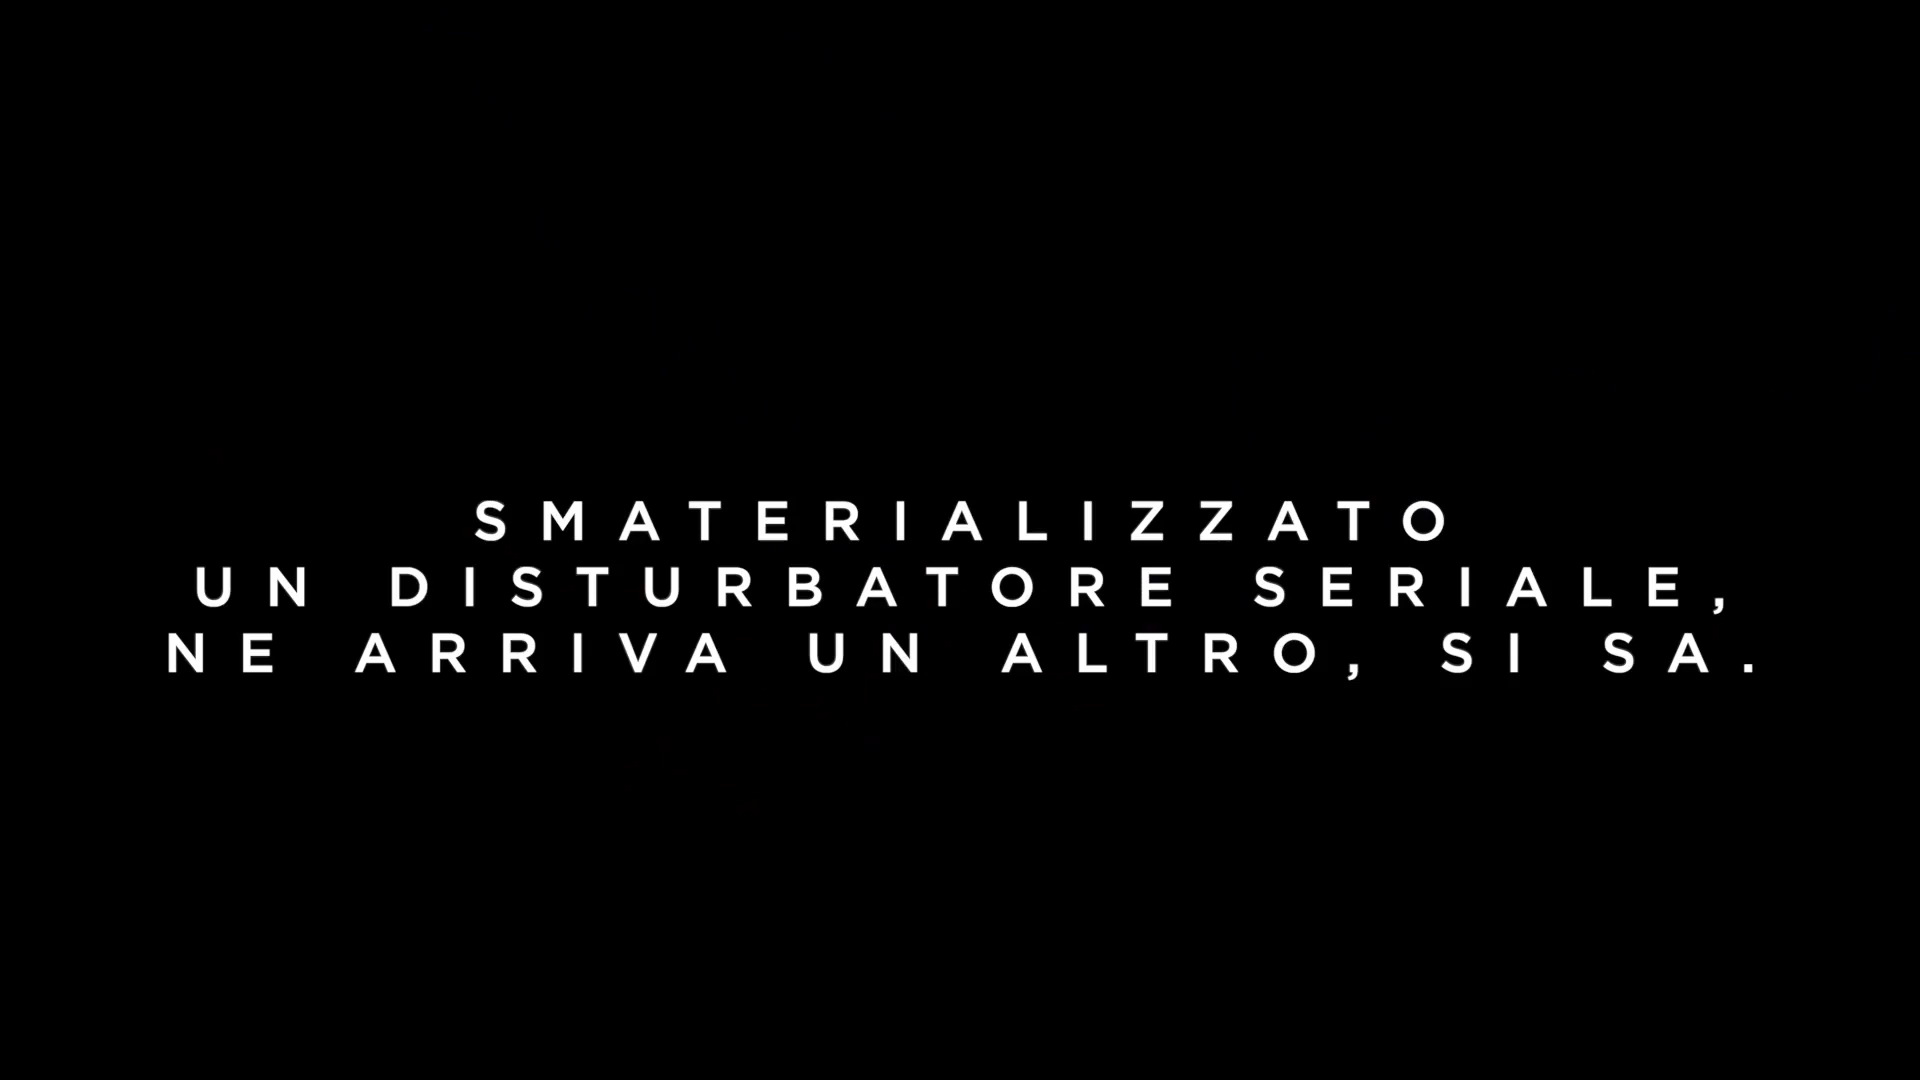 SMATERIALIZZATO
UN DISTURBATORE SERIALE,
NE ARRIVA UN ALTRO, SI SA.